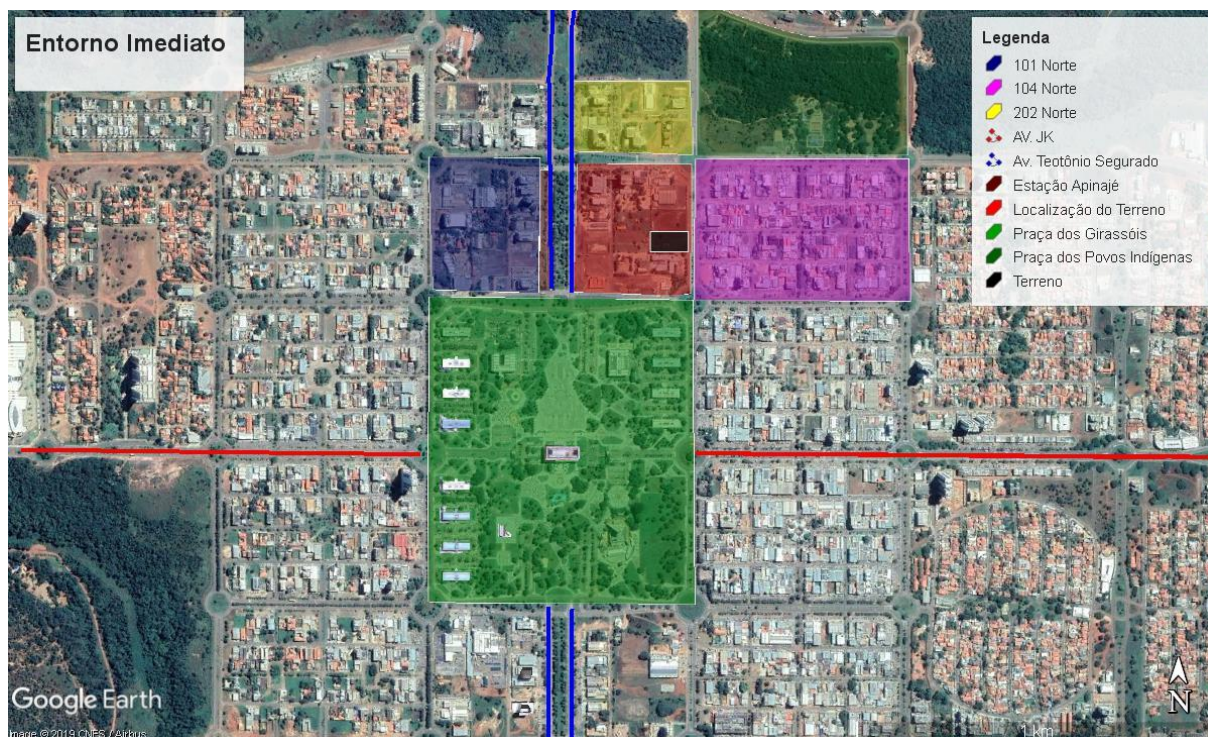 Entorno Imediato
Legenda
101 Norte
104 Norte
202 Norte
AV. JK
Av. Teotônio Segurado
Estação Apinajé
Localização do Terreno
Praça dos Girassóis
Praça dos Povos Indígenas
Terreno
Google Earth
N
Image © 2019 CNES / Airbus
1 km